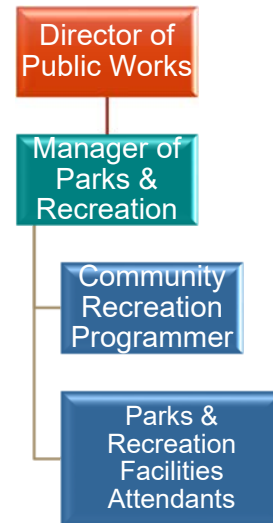 Director of
Public Works
Manager of
Parks &
Recreation
Community
Recreation
Programmer
Parks &
Recreation
Facilities
Attendants